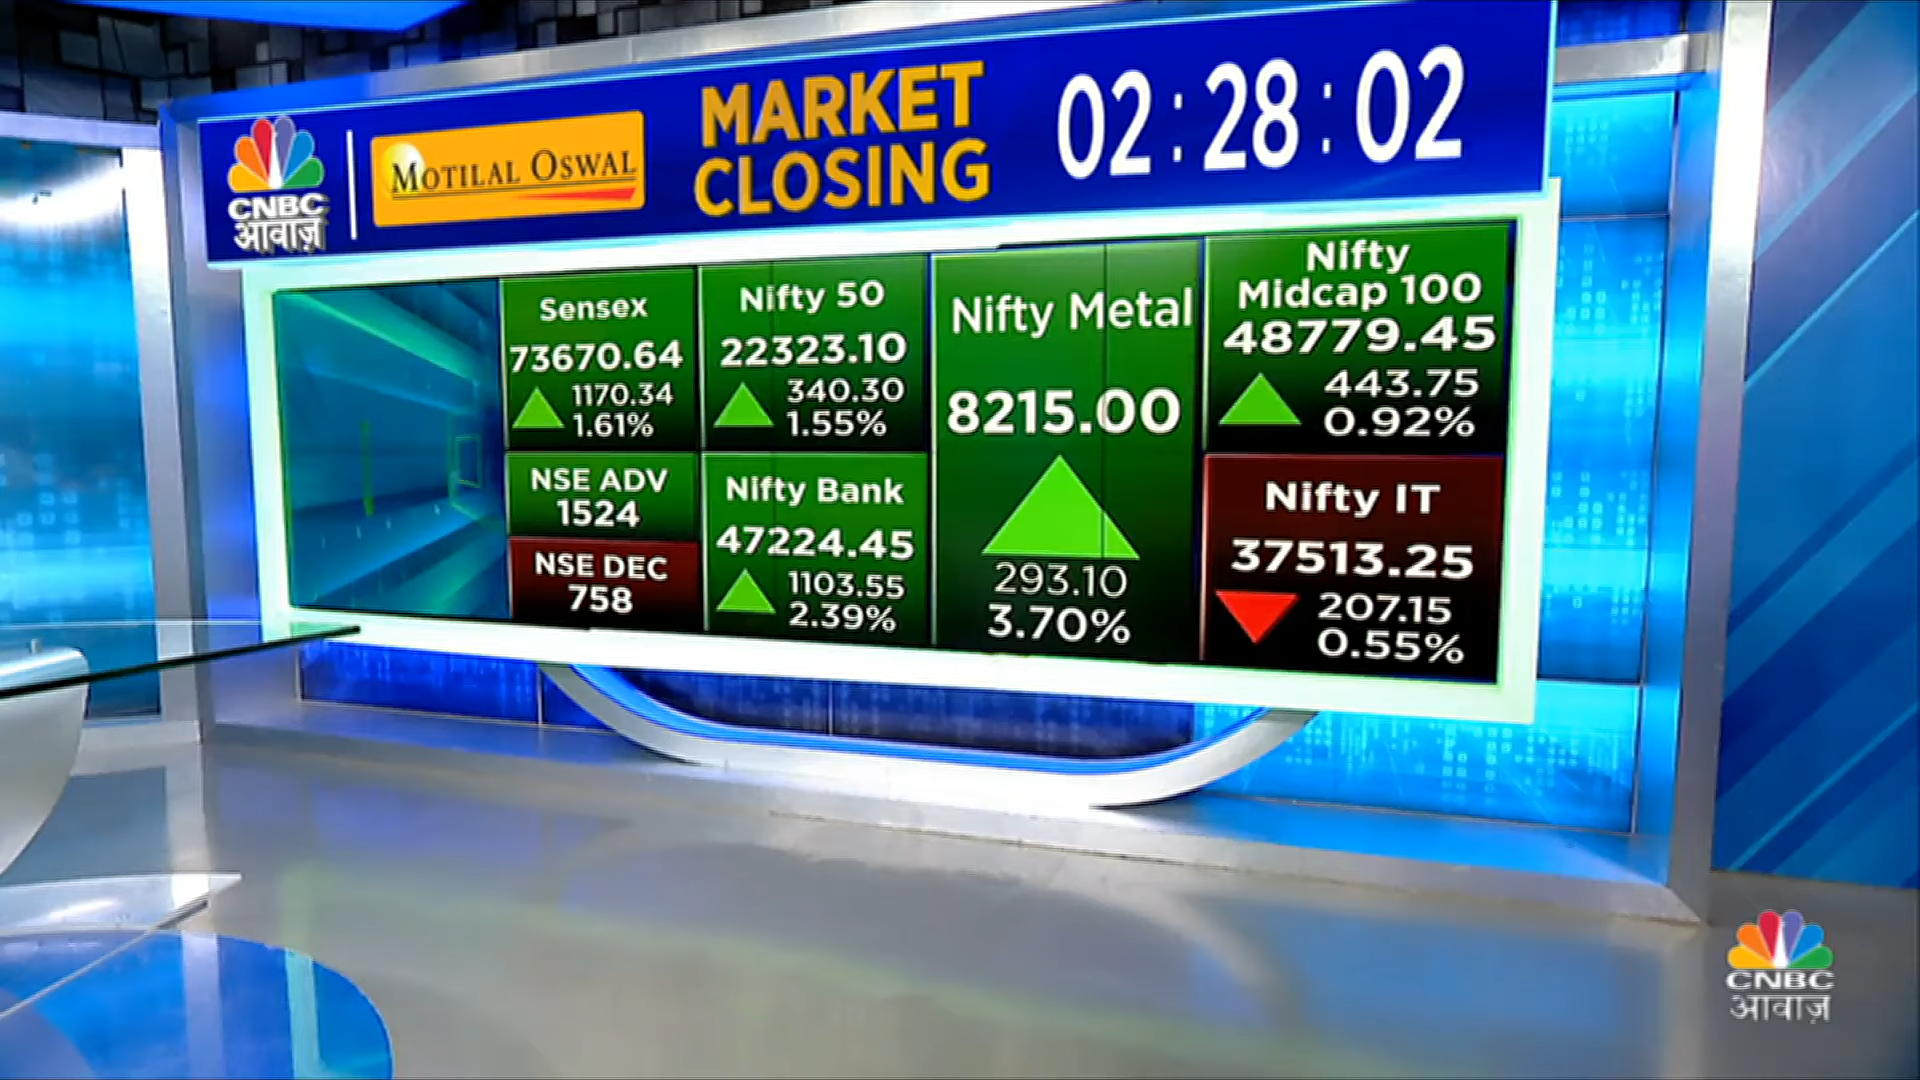 CNBC
आवाज़
MOTILAL OSWAL
MARKET
CLOSING
02:28:02
Sensex
73670.64
1170.34
1.61%
NSE ADV
1524
NSE DEC
758
Nifty 50
22323.10
340.30
1.55%
Nifty Bank
47224.45
1103.55
2.39%
Nifty Metal
8215.00
293.10
3.70%
Nifty
Midcap 100
48779.45
443.75
0.92%
Nifty IT
37513.25
207.15
0.55%
CNBC
आवाज़